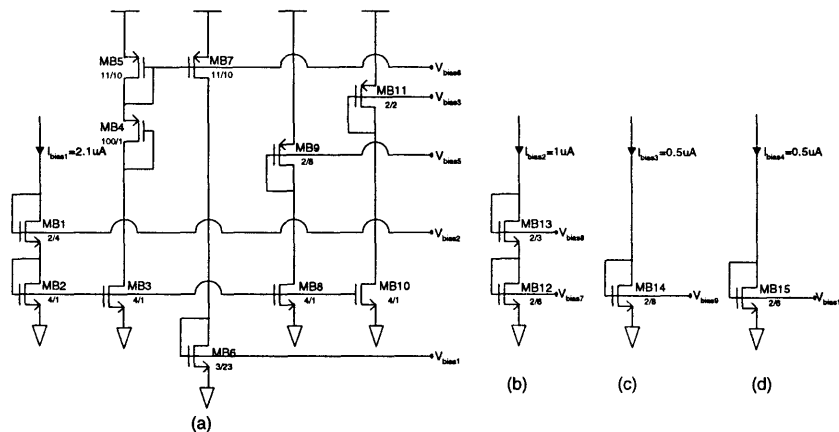 MB5
11/10
MB7
11/10
Vbias6
MB11
2/2
Vbias3
MB4
100/1
Ibias1=2.1uA
MB9
2/8
Vbias5
Ibias2=1uA
Ibias3=0.5uA
Ibias4=0.5uA
MB1
2/4
Vbias2
MB13
2/3
Vbias8
MB2
4/1
MB3
4/1
MB8
4/1
MB10
4/1
MB12
2/6
Vbias7
MB14
2/8
Vbias9
MB15
2/6
MB6
3/23
Vbias1
(a)
(b)
(c)
(d)